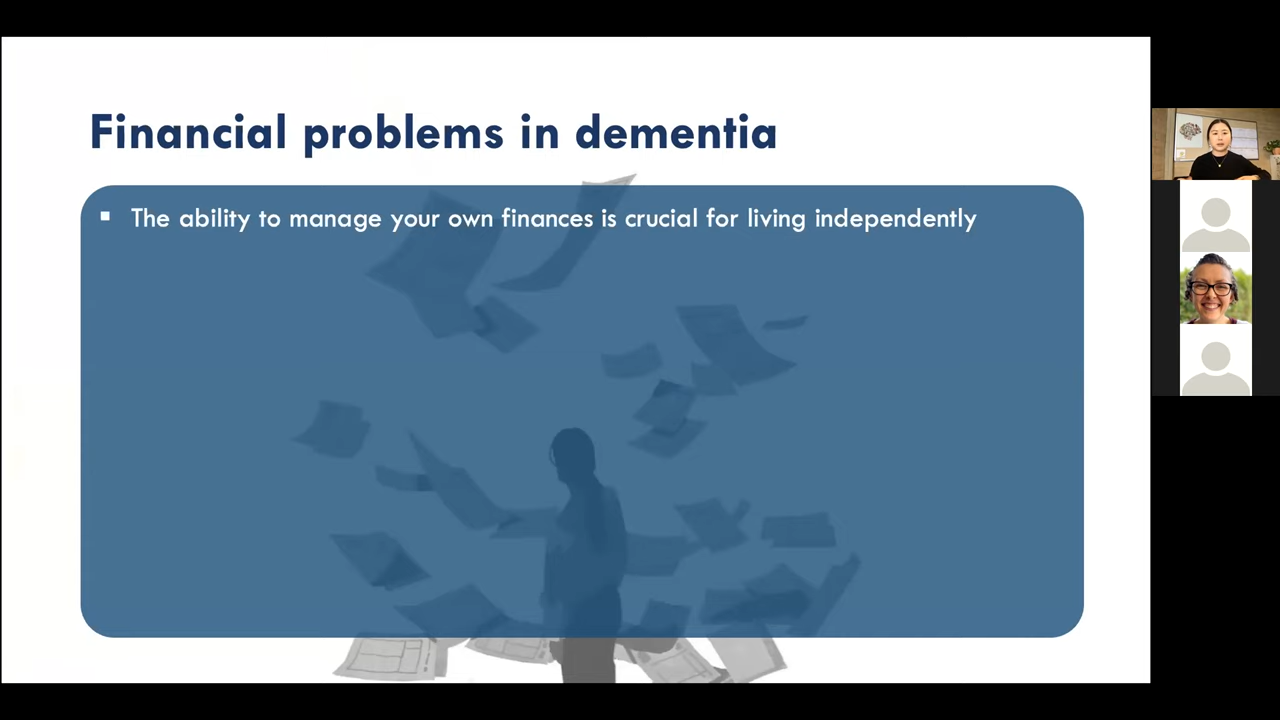 Financial problems in dementia
▪ The ability to manage your own finances is crucial for living independently